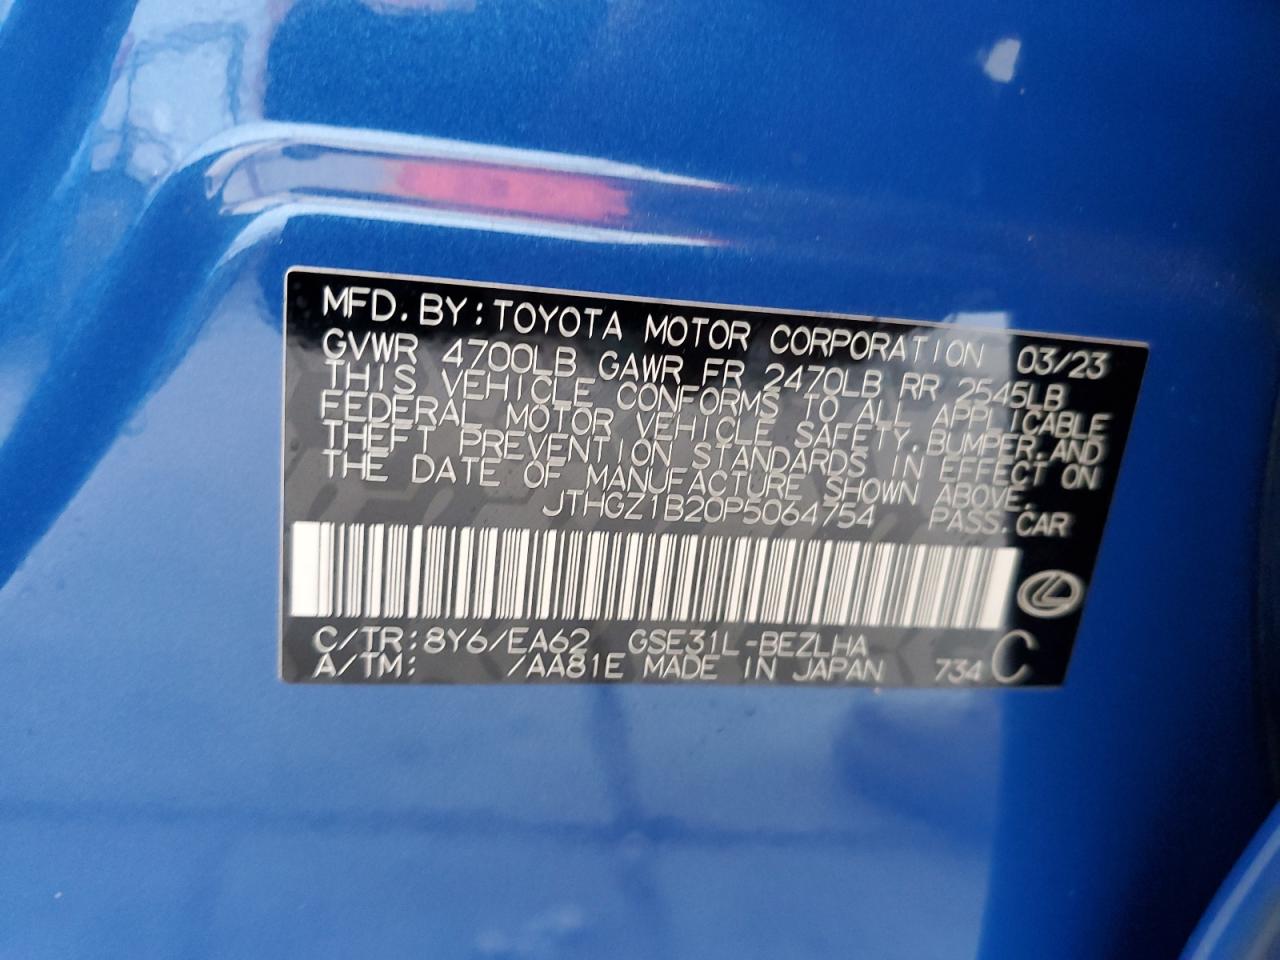 MFD. BY: TOYOTA MOTOR CORPORATION 03/23
GVWR 4700LB GAWR FR 2470LB RR 2545LB
THIS VEHICLE CONFORMS TO ALL APPLICABLE
FEDERAL MOTOR VEHICLE SAFETY, BUMPER, AND
THEFT PREVENTION STANDARDS IN EFFECT ON
THE DATE OF MANUFACTURE SHOWN ABOVE.
JTHGZ1B20P5064754 PASS. CAR
C/TR: 8Y6/EA62 GSE31L-BEZLHA
A/TM: /AA81E MADE IN JAPAN 734 C